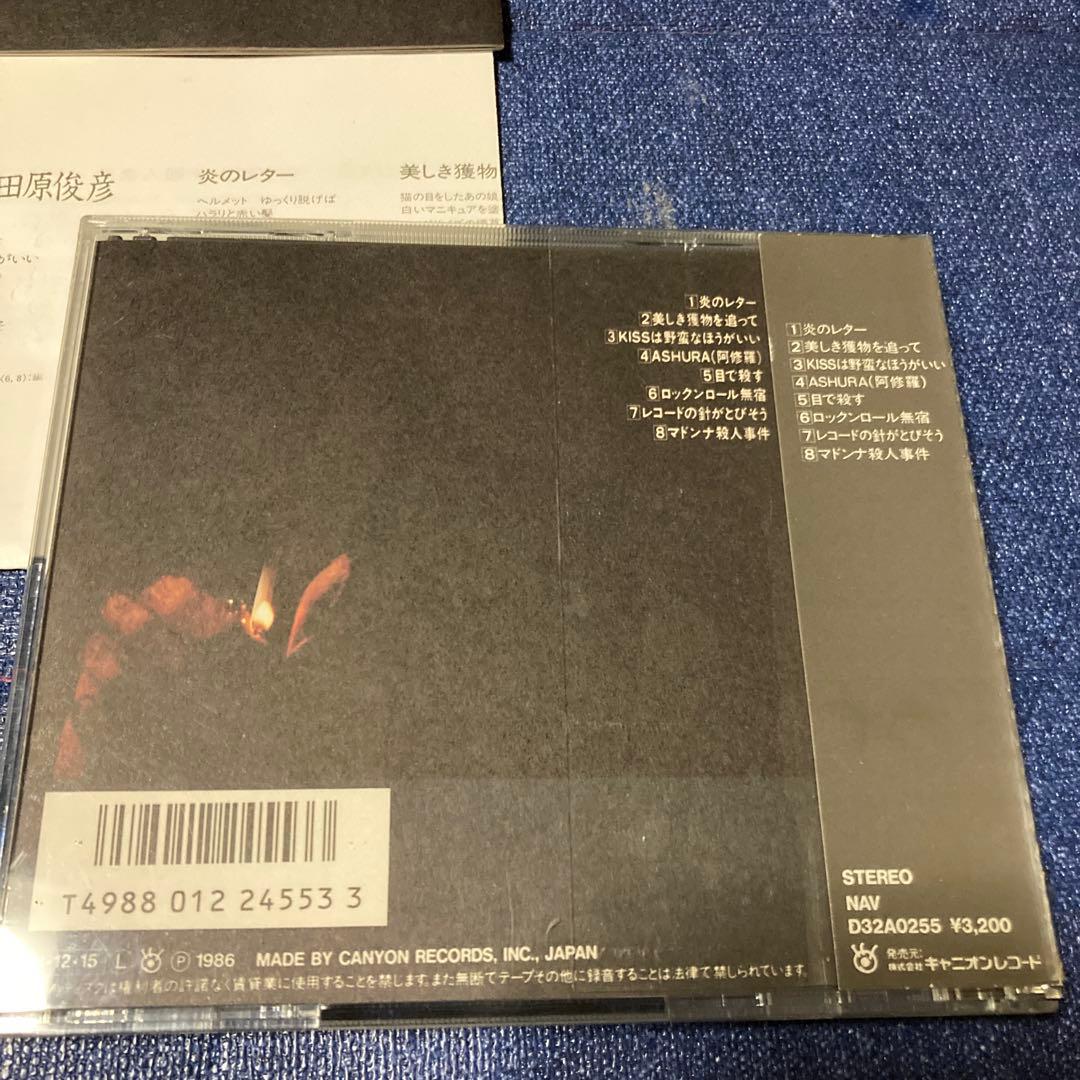 田原俊彦
炎のレター
ヘルメット ゆっくり脱げば
ハラリと赤い髪
美しき獲物
猫の目をしたあの娘
白いマニキュアを塗
がいい
(6, 8):編
1炎のレター
2美しき獲物を追って
3KISSは野蛮なほうがいい
4ASHURA(阿修羅)
5目で殺す
6ロックンロール無宿
7レコードの針がとびそう
8マドンナ殺人事件
1炎のレター
2美しき獲物を追って
3KISSは野蛮なほうがいい
4ASHURA(阿修羅)
5目で殺す
6ロックンロール無宿
7レコードの針がとびそう
8マドンナ殺人事件
T4988 012 24553 3
12・15 L Ⓟ 1986 MADE BY CANYON RECORDS, INC., JAPAN
ディスクは権利者の許諾なく賃貸業に使用することを禁じます。また無断でテープその他に録音することは法律で禁じられています。
STEREO
NAV
D32A0255 ¥3,200
発売元:
株式会社 キャニオンレコード